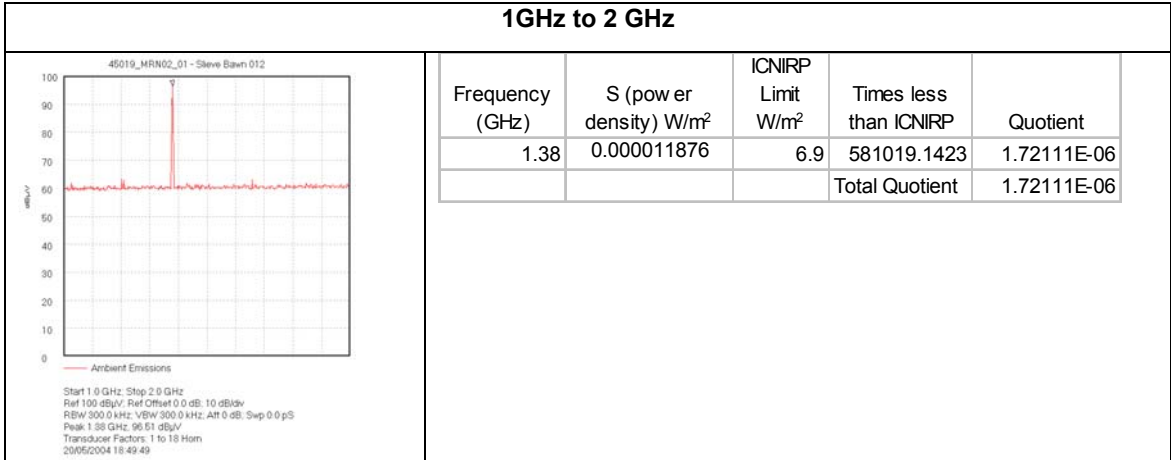 1GHz to 2 GHz
45019_MRN02_01 - Slieve Bawn 012
100
90
80
70
60
50
40
30
20
10
0
dBµV
Ambient Emissions
Start 1.0 GHz; Stop 2.0 GHz
Ref 100 dBµV; Ref Offset 0.0 dB; 10 dB/div
RBW 300.0 kHz; VBW 300.0 kHz; Att 0 dB; Swp 0.0 pS
Peak 1.38 GHz, 96.51 dBµV
Transducer Factors: 1 to 18 Horn
20/05/2004 18:49:49
Frequency (GHz)
S (pow er density) W/m²
ICNIRP Limit W/m²
Times less than ICNIRP
Quotient
1.38 0.000011876 6.9 581019.1423 1.72111E-06
Total Quotient 1.72111E-06